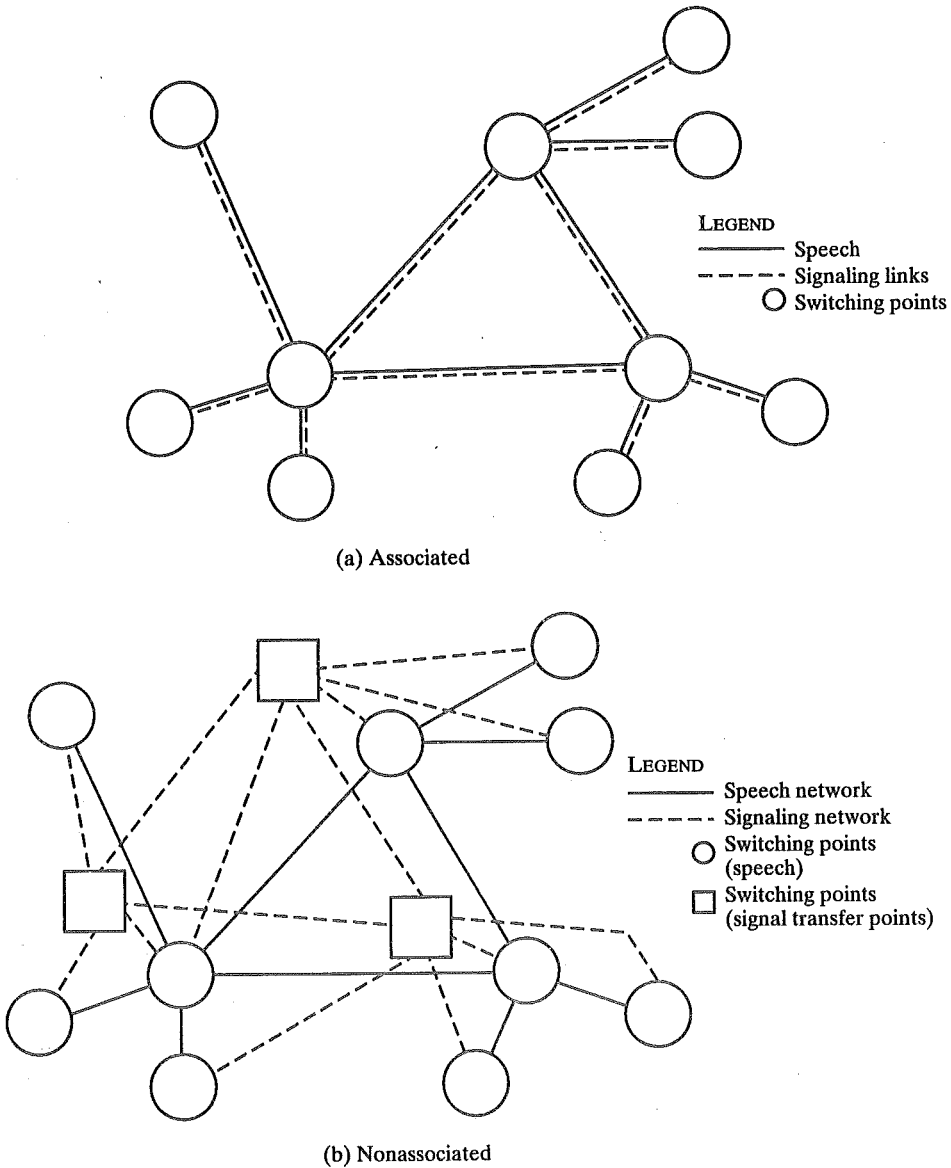 LEGEND
Speech
Signaling links
Switching points
(a) Associated
LEGEND
Speech network
Signaling network
Switching points
(speech)
Switching points
(signal transfer points)
(b) Nonassociated